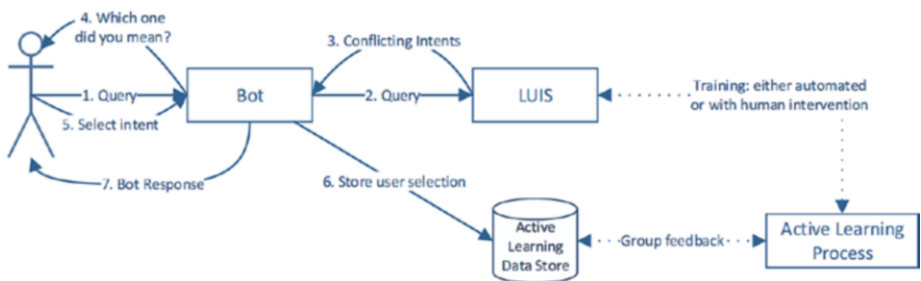 4. Which one
did you mean?
3. Conflicting Intents
1. Query
Bot
2. Query
LUIS
Training: either automated
or with human intervention
5. Select intent
7. Bot Response
6. Store user selection
Active
Learning
Data Store
Group feedback
Active Learning
Process